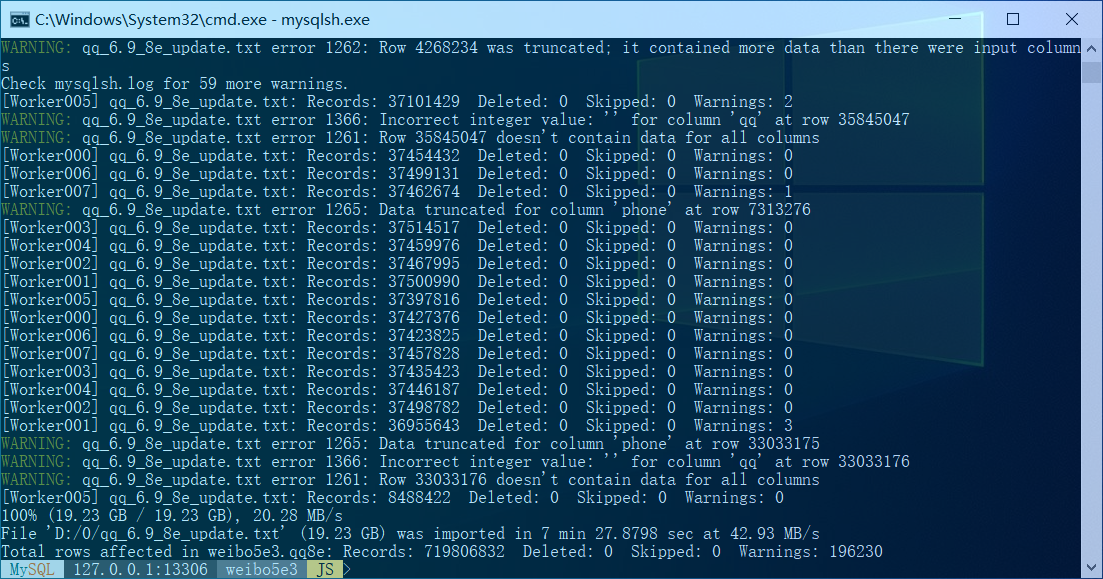 C:\Windows\System32\cmd.exe - mysqlsh.exe
WARNING: qq_6.9_8e_update.txt error 1262: Row 4268234 was truncated; it contained more data than there were input column
s
Check mysqlsh.log for 59 more warnings.
[Worker005] qq_6.9_8e_update.txt: Records: 37101429  Deleted: 0  Skipped: 0  Warnings: 2
WARNING: qq_6.9_8e_update.txt error 1366: Incorrect integer value: '' for column 'qq' at row 35845047
WARNING: qq_6.9_8e_update.txt error 1261: Row 35845047 doesn't contain data for all columns
[Worker000] qq_6.9_8e_update.txt: Records: 37454432  Deleted: 0  Skipped: 0  Warnings: 0
[Worker006] qq_6.9_8e_update.txt: Records: 37499131  Deleted: 0  Skipped: 0  Warnings: 0
[Worker007] qq_6.9_8e_update.txt: Records: 37462674  Deleted: 0  Skipped: 0  Warnings: 1
WARNING: qq_6.9_8e_update.txt error 1265: Data truncated for column 'phone' at row 7313276
[Worker003] qq_6.9_8e_update.txt: Records: 37514517  Deleted: 0  Skipped: 0  Warnings: 0
[Worker004] qq_6.9_8e_update.txt: Records: 37459976  Deleted: 0  Skipped: 0  Warnings: 0
[Worker002] qq_6.9_8e_update.txt: Records: 37467995  Deleted: 0  Skipped: 0  Warnings: 0
[Worker001] qq_6.9_8e_update.txt: Records: 37500990  Deleted: 0  Skipped: 0  Warnings: 0
[Worker005] qq_6.9_8e_update.txt: Records: 37397816  Deleted: 0  Skipped: 0  Warnings: 0
[Worker000] qq_6.9_8e_update.txt: Records: 37427376  Deleted: 0  Skipped: 0  Warnings: 0
[Worker006] qq_6.9_8e_update.txt: Records: 37423825  Deleted: 0  Skipped: 0  Warnings: 0
[Worker007] qq_6.9_8e_update.txt: Records: 37457828  Deleted: 0  Skipped: 0  Warnings: 0
[Worker003] qq_6.9_8e_update.txt: Records: 37435423  Deleted: 0  Skipped: 0  Warnings: 0
[Worker004] qq_6.9_8e_update.txt: Records: 37446187  Deleted: 0  Skipped: 0  Warnings: 0
[Worker002] qq_6.9_8e_update.txt: Records: 37498782  Deleted: 0  Skipped: 0  Warnings: 0
[Worker001] qq_6.9_8e_update.txt: Records: 36955643  Deleted: 0  Skipped: 0  Warnings: 3
WARNING: qq_6.9_8e_update.txt error 1265: Data truncated for column 'phone' at row 33033175
WARNING: qq_6.9_8e_update.txt error 1366: Incorrect integer value: '' for column 'qq' at row 33033176
WARNING: qq_6.9_8e_update.txt error 1261: Row 33033176 doesn't contain data for all columns
[Worker005] qq_6.9_8e_update.txt: Records: 8488422  Deleted: 0  Skipped: 0  Warnings: 0
100% (19.23 GB / 19.23 GB), 20.28 MB/s
File 'D:/0/qq_6.9_8e_update.txt' (19.23 GB) was imported in 7 min 27.8798 sec at 42.93 MB/s
Total rows affected in weibo5e3.qq8e: Records: 719806832  Deleted: 0  Skipped: 0  Warnings: 196230
MySQL  127.0.0.1:13306  weibo5e3  JS >